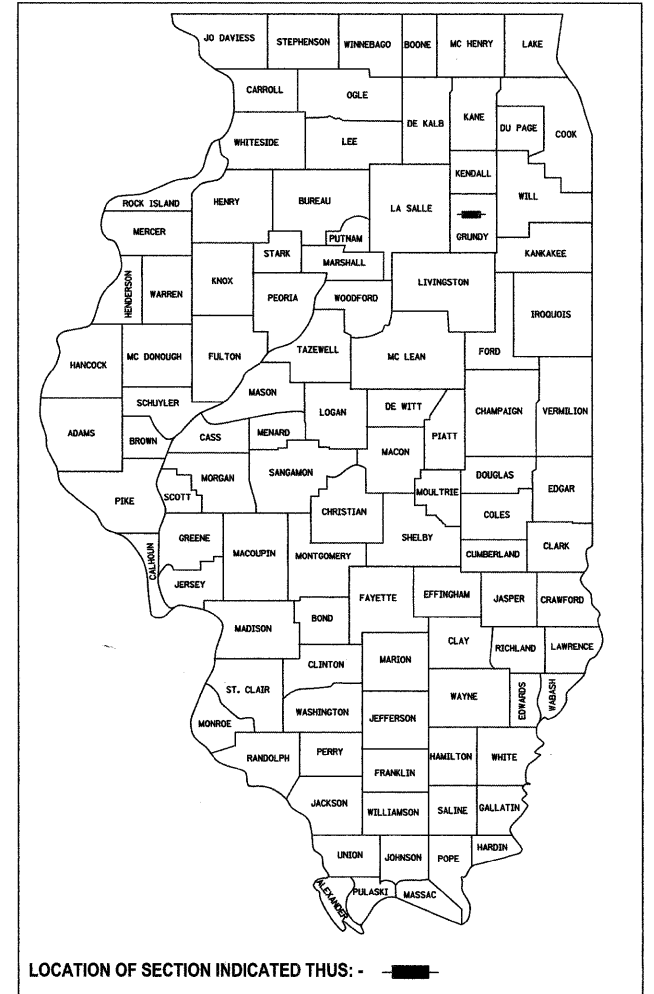 JO DAVIESS STEPHENSON WINNEBAGO BOONE MC HENRY LAKE
CARROLL OGLE
DE KALB KANE DU PAGE COOK
WHITESIDE LEE
KENDALL WILL
ROCK ISLAND HENRY BUREAU LA SALLE
MERCER PUTNAM GRUNDY
STARK MARSHALL KANKAKEE
HENDERSON WARREN KNOX PEORIA WOODFORD LIVINGSTON
IROQUOIS
HANCOCK MC DONOUGH FULTON TAZEWELL MC LEAN FORD
MASON
SCHUYLER LOGAN DE WITT CHAMPAIGN VERMILION
ADAMS BROWN CASS MENARD PIATT
MACON
PIKE SCOTT MORGAN SANGAMON MOULTRIE DOUGLAS EDGAR
CHRISTIAN COLES
CALHOUN GREENE MACOUPIN MONTGOMERY SHELBY CUMBERLAND CLARK
JERSEY
FAYETTE EFFINGHAM JASPER CRAWFORD
MADISON BOND
CLAY RICHLAND LAWRENCE
CLINTON MARION
ST. CLAIR WAYNE EDWARDS WABASH
WASHINGTON JEFFERSON
MONROE
RANDOLPH PERRY HAMILTON WHITE
FRANKLIN
JACKSON WILLIAMSON SALINE GALLATIN
UNION JOHNSON POPE HARDIN
ALEXANDER PULASKI MASSAC
LOCATION OF SECTION INDICATED THUS: -